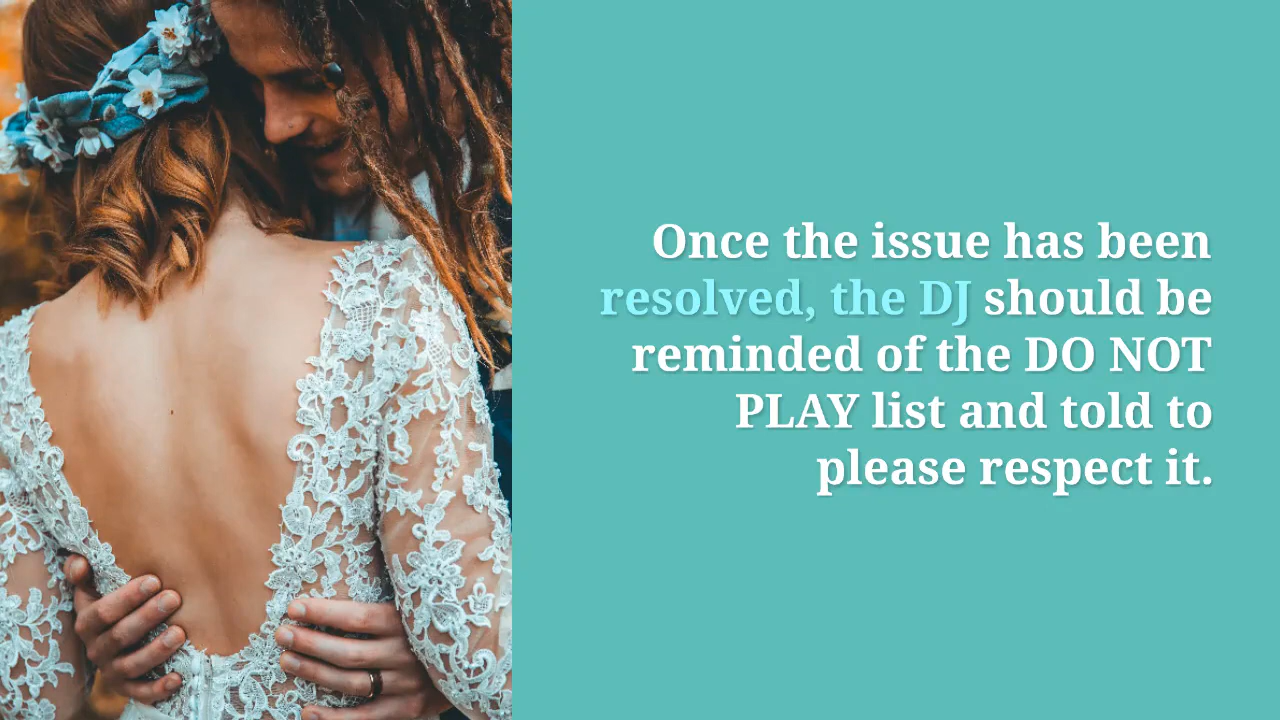 Once the issue has been
resolved, the DJ should be
reminded of the DO NOT
PLAY list and told to
please respect it.